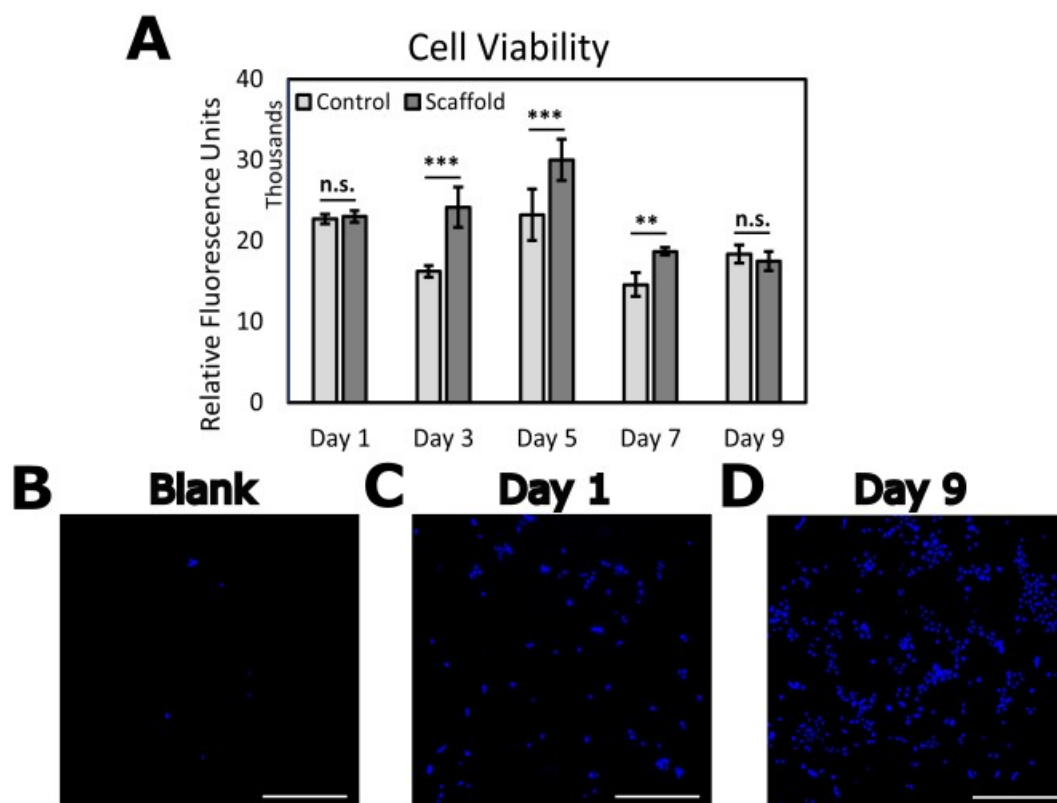 A
Cell Viability
Relative Fluorescence Units
Thousands
40
30
20
10
0
Control Scaffold
n.s.
***
***
**
n.s.
Day 1 Day 3 Day 5 Day 7 Day 9
B Blank C Day 1 D Day 9